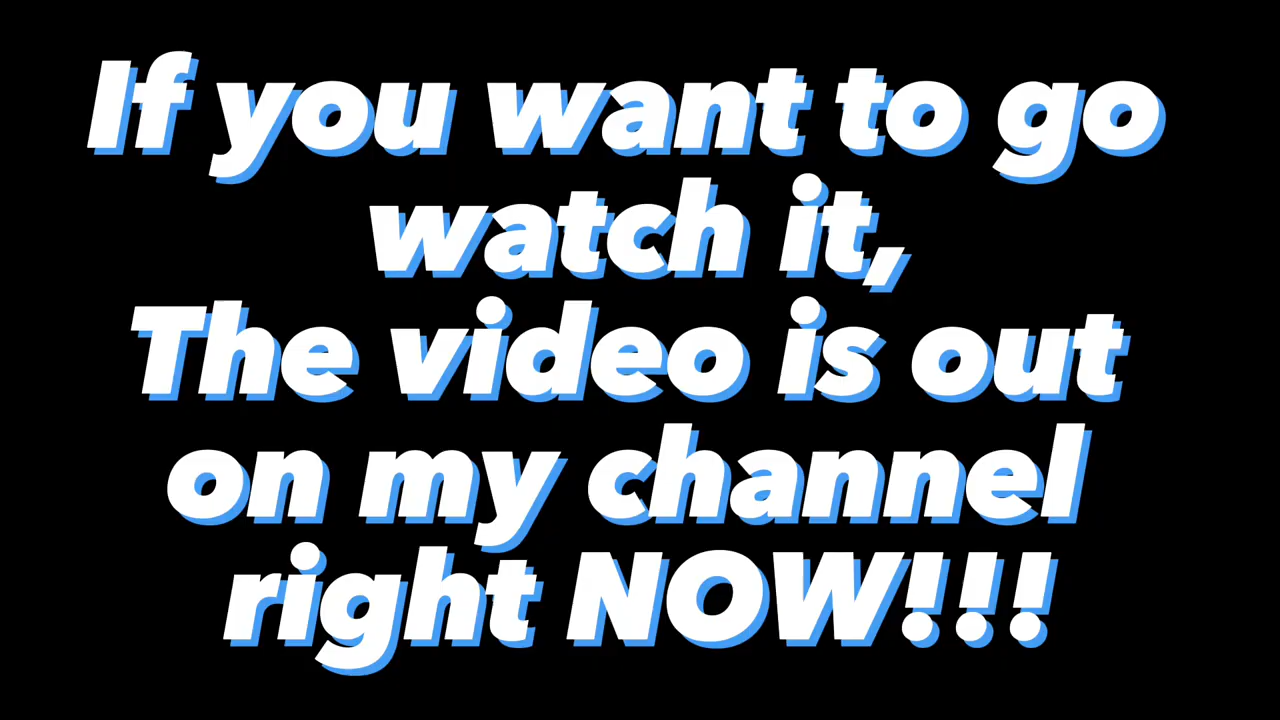 If you want to go
watch it,
The video is out
on my channel
right NOW!!!